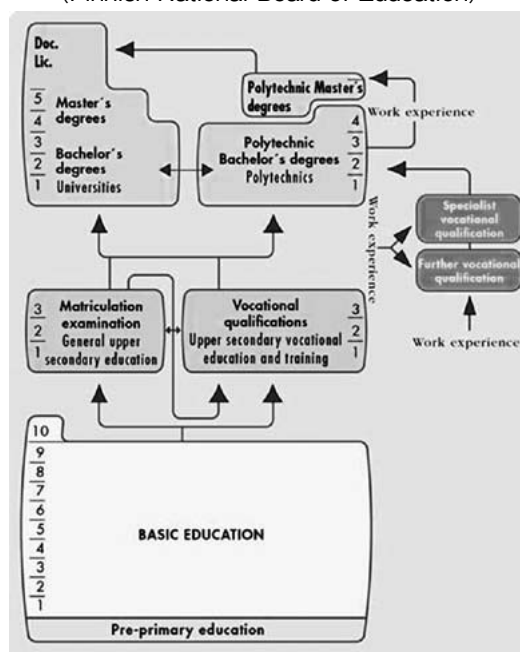 (Finnish National Board of Education)
Doc.
Lic.
5
4
3
2
1
Master's
degrees
Bachelor's
degrees
Universities
Polytechnic Master's
degrees
Work experience
Polytechnic
Bachelor's degrees
Polytechnics
4
3
2
1
Work experience
Specialist
vocational
qualification
Further vocational
qualification
Work experience
3
2
1
Matriculation
examination
General upper
secondary education
Vocational
qualifications
Upper secondary vocational
education and training
3
2
1
10
9
8
7
6
5
4
3
2
1
BASIC EDUCATION
Pre-primary education